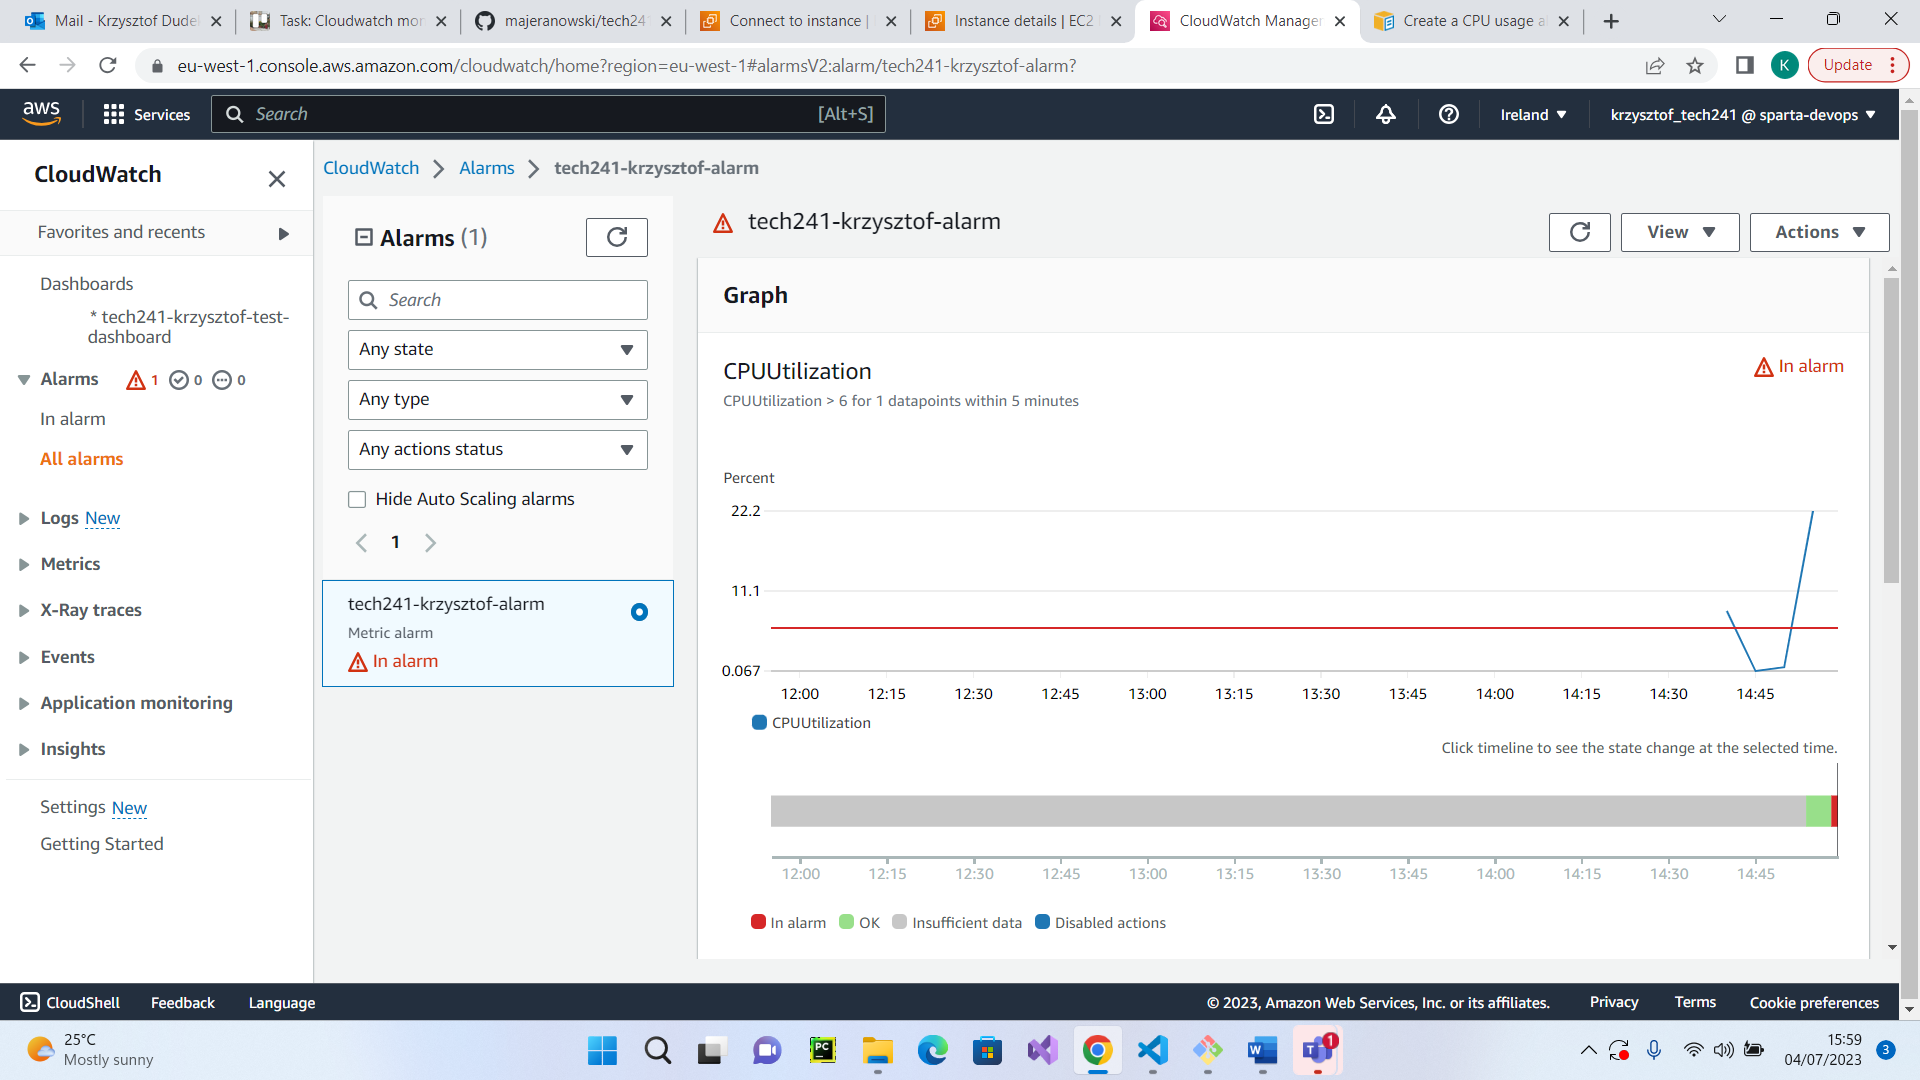 Mail - Krzysztof Dudek
Task: Cloudwatch mon
majeranowski/tech241
Connect to instance |
Instance details | EC2
CloudWatch Manager
Create a CPU usage a
eu-west-1.console.aws.amazon.com/cloudwatch/home?region=eu-west-1#alarmsV2:alarm/tech241-krzysztof-alarm?
K
Update
aws
Services
Search
[Alt+S]
Ireland
krzysztof_tech241 @ sparta-devops
CloudWatch
Favorites and recents
Dashboards
* tech241-krzysztof-test-
dashboard
Alarms 1 0 0
In alarm
All alarms
Logs New
Metrics
X-Ray traces
Events
Application monitoring
Insights
Settings New
Getting Started
CloudWatch
Alarms
tech241-krzysztof-alarm
Alarms (1)
Search
Any state
Any type
Any actions status
Hide Auto Scaling alarms
1
tech241-krzysztof-alarm
Metric alarm
In alarm
tech241-krzysztof-alarm
View
Actions
Graph
CPUUtilization
In alarm
CPUUtilization > 6 for 1 datapoints within 5 minutes
Percent
22.2
11.1
0.067
12:00 12:15 12:30 12:45 13:00 13:15 13:30 13:45 14:00 14:15 14:30 14:45
CPUUtilization
Click timeline to see the state change at the selected time.
12:00 12:15 12:30 12:45 13:00 13:15 13:30 13:45 14:00 14:15 14:30 14:45
In alarm OK Insufficient data Disabled actions
CloudShell
Feedback
Language
© 2023, Amazon Web Services, Inc. or its affiliates.
Privacy
Terms
Cookie preferences
25°C
Mostly sunny
PC
W
T
1
15:59
04/07/2023
3